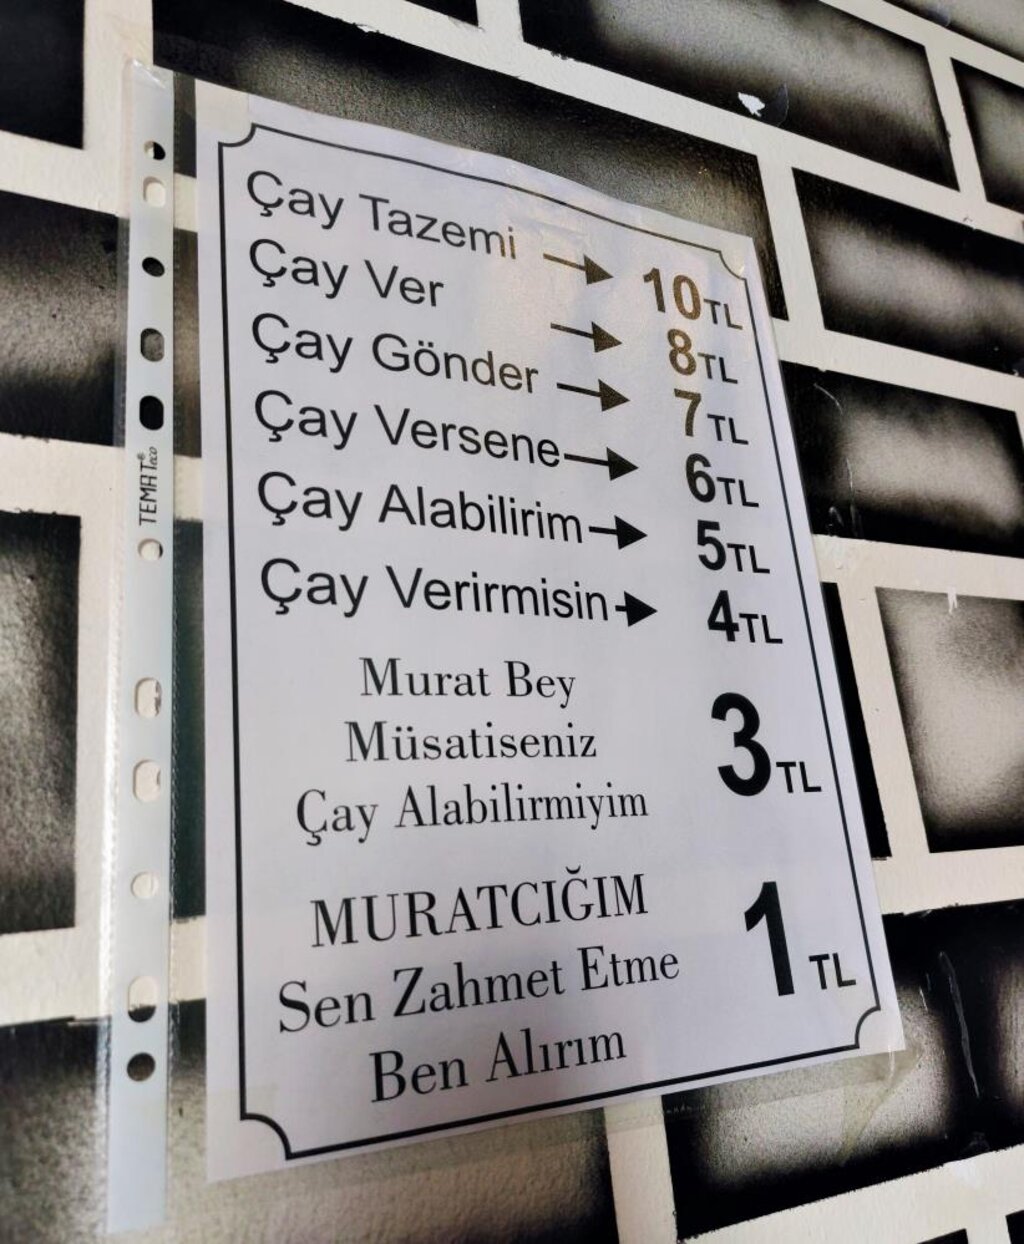 Çay Tazemi → 10TL
Çay Ver → 8TL
Çay Gönder → 7TL
Çay Versene → 6TL
Çay Alabilirim → 5TL
Çay Verirmisin → 4TL
Murat Bey
Müsatiseniz
Çay Alabilirmiyim
3TL
MURATCIĞIM
Sen Zahmet Etme
Ben Alırım
1TL
TEMAT® eco